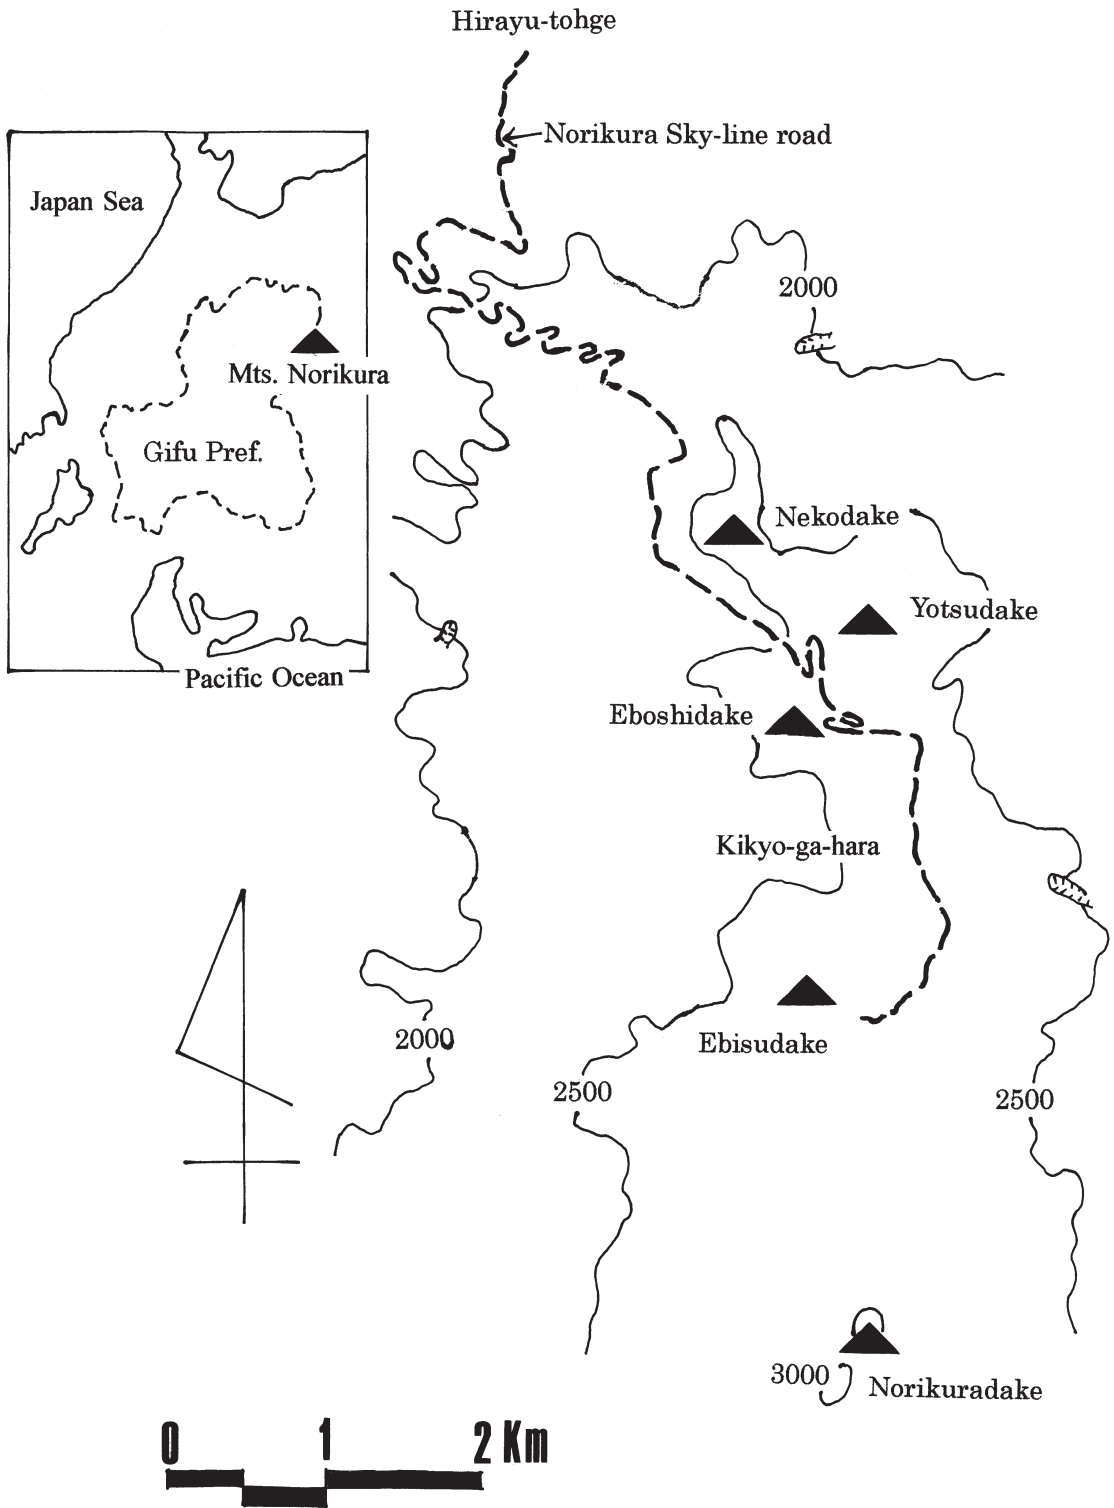 Hirayu-tohge
Norikura Sky-line road
Japan Sea
2000
Mts. Norikura
Gifu Pref.
Nekodake
Yotsudake
Pacific Ocean
Eboshidake
Kikyo-ga-hara
2000
Ebisudake
2500
2500
3000
Norikuradake
0 1 2 Km